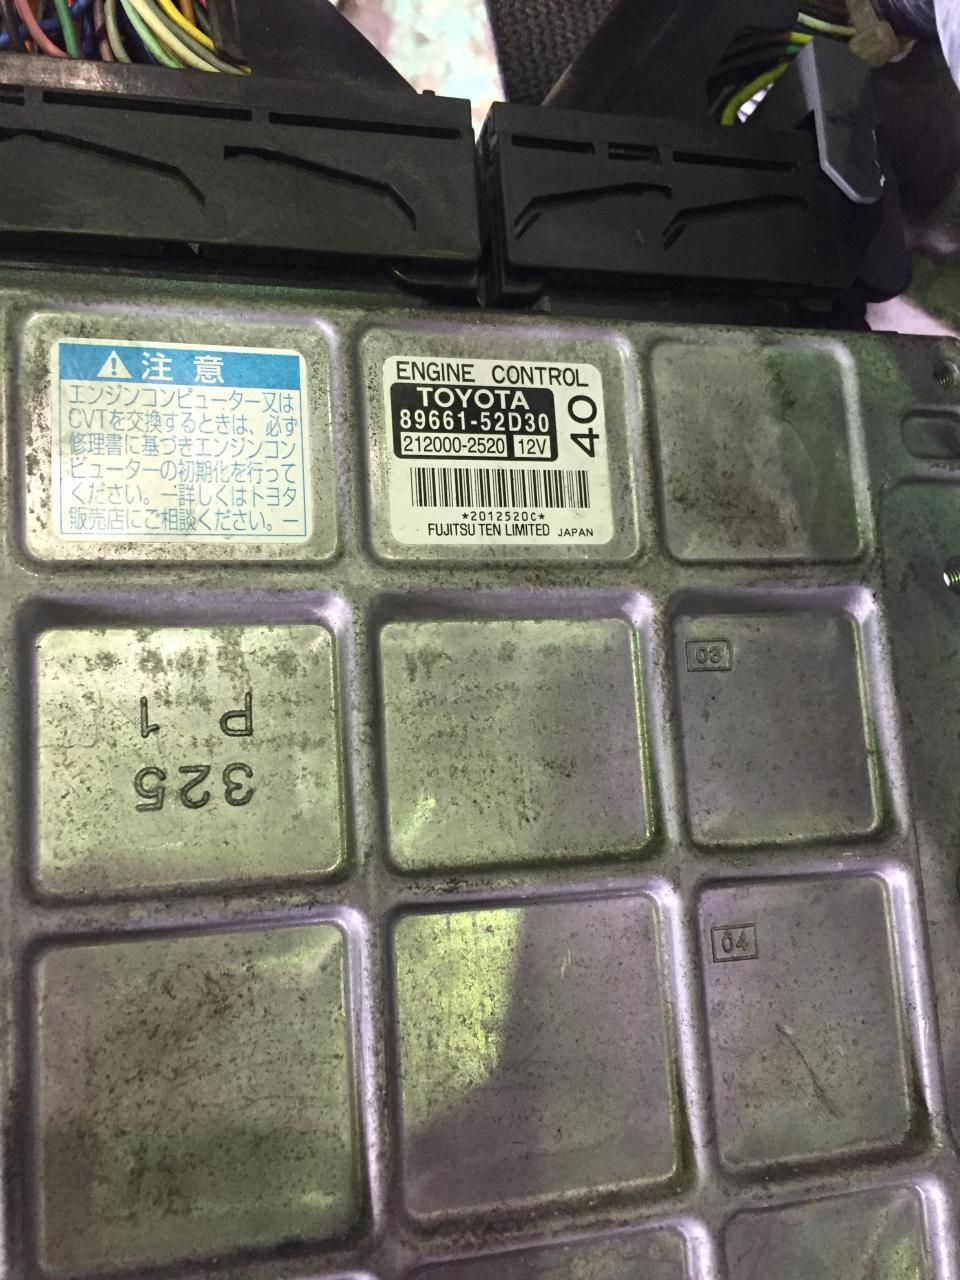 注意
エンジンコンピューター又は
CVTを交換するときは、必ず
修理書に基づきエンジンコン
ピューターの初期化を行って
ください。一詳しくはトヨタ
販売店にご相談ください。一
ENGINE CONTROL
TOYOTA
89661-52D30
212000-2520 12V
40
*2012520C*
FUJITSU TEN LIMITED JAPAN
03
325
P 1
04